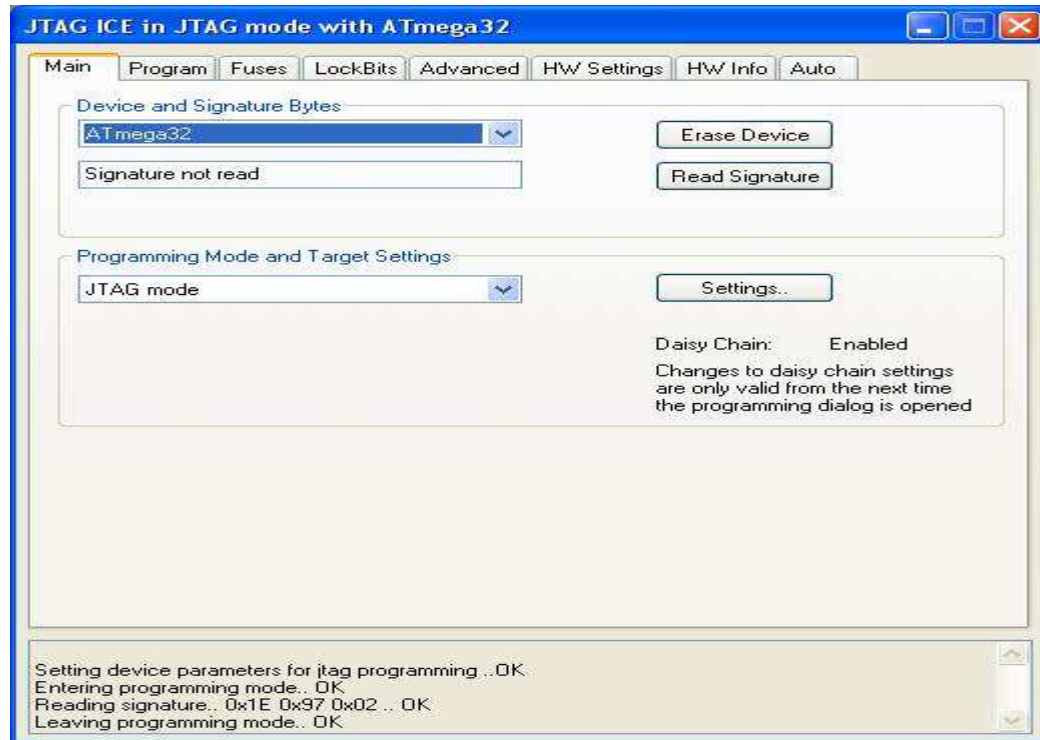 JTAG ICE in JTAG mode with ATmega32
Main Program Fuses LockBits Advanced HW Settings HW Info Auto
Device and Signature Bytes
ATmega32
Erase Device
Signature not read
Read Signature
Programming Mode and Target Settings
JTAG mode
Settings..
Daisy Chain: Enabled
Changes to daisy chain settings
are only valid from the next time
the programming dialog is opened
Setting device parameters for jtag programming ..OK
Entering programming mode.. OK
Reading signature.. 0x1E 0x97 0x02 .. OK
Leaving programming mode.. OK